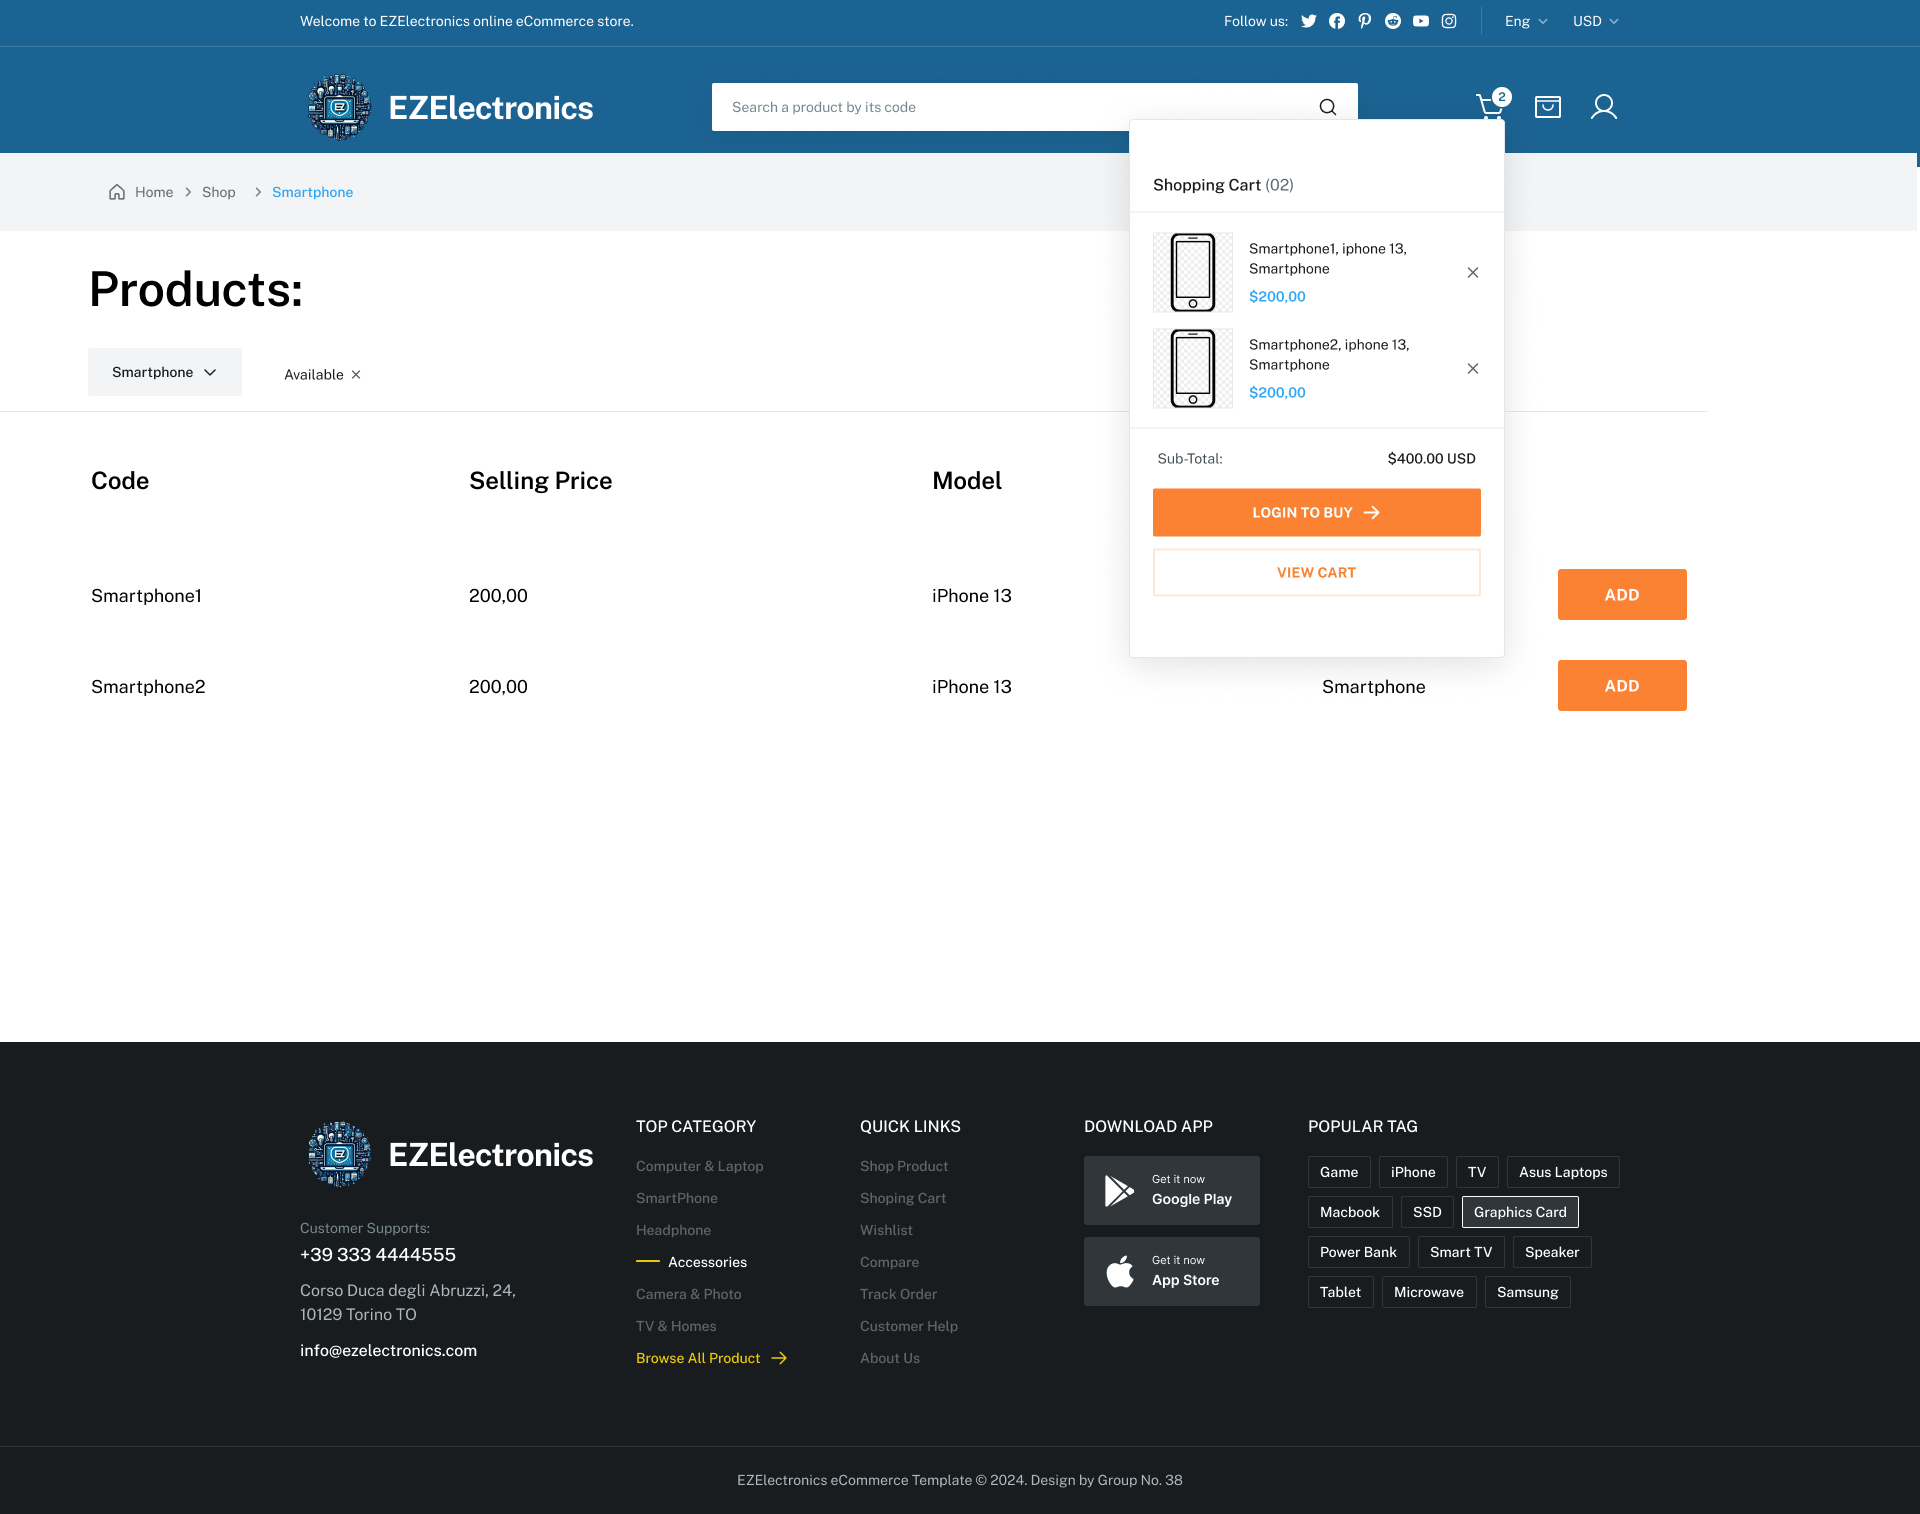 Welcome to EZElectronics online eCommerce store.
Follow us:
Eng
USD
EZ
EZElectronics
Search a product by its code
2
Home
Shop
Smartphone
Shopping Cart (02)
Smartphone1, iphone 13,
Smartphone
$200,00
Smartphone2, iphone 13,
Smartphone
$200,00
Sub-Total:
$400.00 USD
LOGIN TO BUY
VIEW CART
Products:
Smartphone
Available
Code
Selling Price
Model
Smartphone1
200,00
iPhone 13
ADD
Smartphone2
200,00
iPhone 13
Smartphone
ADD
EZ
EZElectronics
Customer Supports:
+39 333 4444555
Corso Duca degli Abruzzi, 24,
10129 Torino TO
info@ezelectronics.com
TOP CATEGORY
Computer & Laptop
SmartPhone
Headphone
Accessories
Camera & Photo
TV & Homes
Browse All Product
QUICK LINKS
Shop Product
Shoping Cart
Wishlist
Compare
Track Order
Customer Help
About Us
DOWNLOAD APP
Get it now
Google Play
Get it now
App Store
POPULAR TAG
Game
iPhone
TV
Asus Laptops
Macbook
SSD
Graphics Card
Power Bank
Smart TV
Speaker
Tablet
Microwave
Samsung
EZElectronics eCommerce Template © 2024. Design by Group No. 38